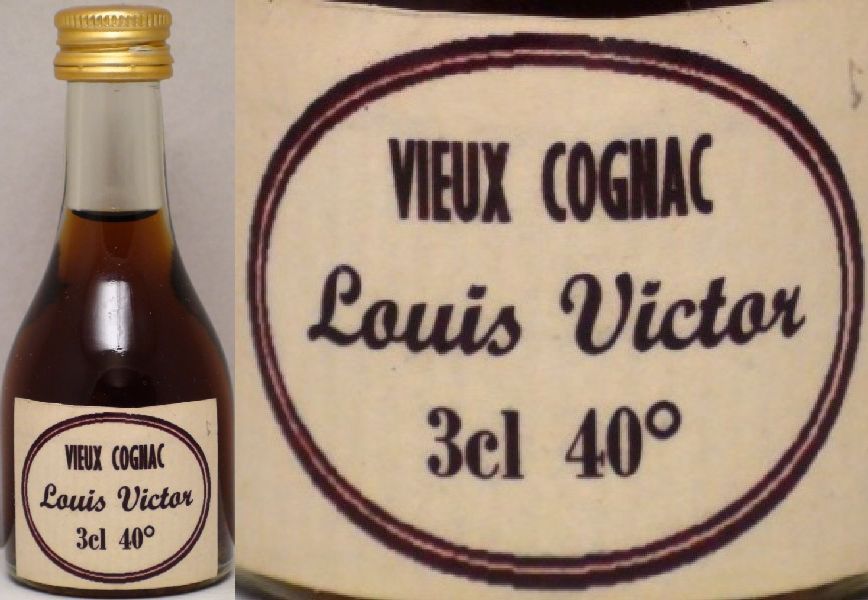 VIEUX COGNAC
Louis Victor
3cl 40°
VIEUX COGNAC
Louis Victor
3cl 40°